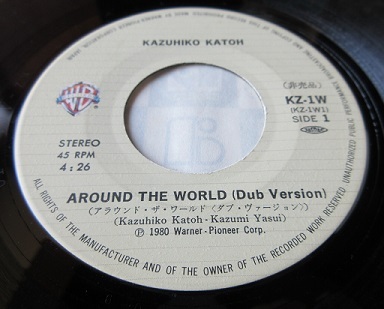 KAZUHIKO KATOH
(非売品)
KZ-1W
(KZ-1W1)
SIDE 1
STEREO
45 RPM
4:26
AROUND THE WORLD (Dub Version)
(アラウンド・ザ・ワールド〈ダブ・ヴァージョン〉)
(Kazuhiko Katoh - Kazumi Yasui)
Ⓟ 1980 Warner-Pioneer Corp.
ALL RIGHTS OF THE MANUFACTURER AND OF THE OWNER OF THE RECORDED WORK RESERVED UNAUTHORIZED PUBLIC PERFORMANCE